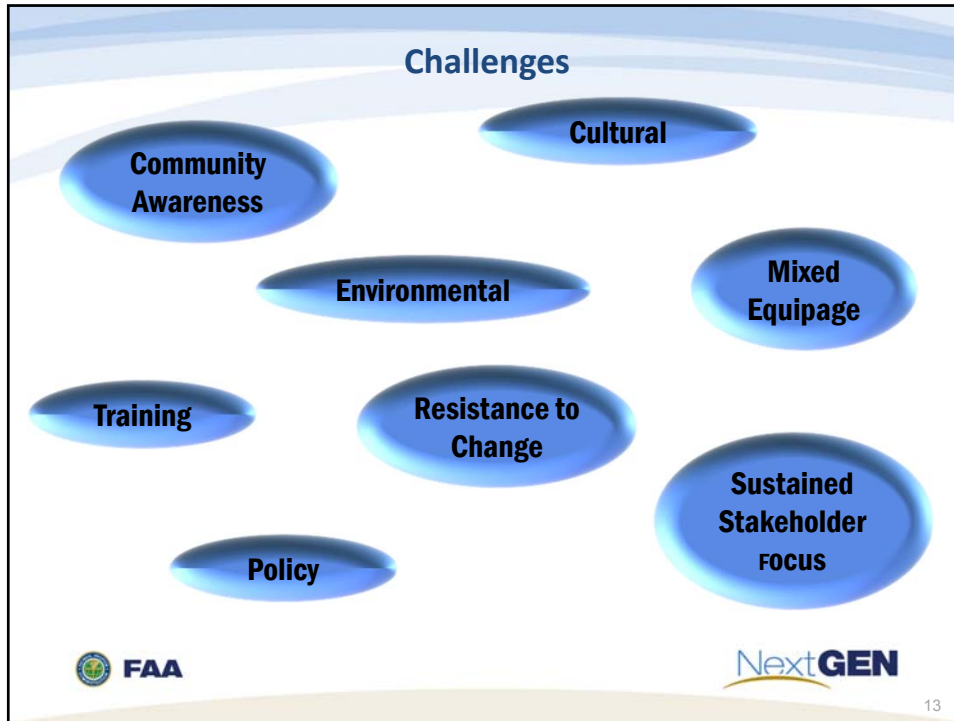 Challenges
Cultural
Community
Awareness
Environmental
Mixed
Equipage
Training
Resistance to
Change
Sustained
Stakeholder
Focus
Policy
FAA
NextGEN
13